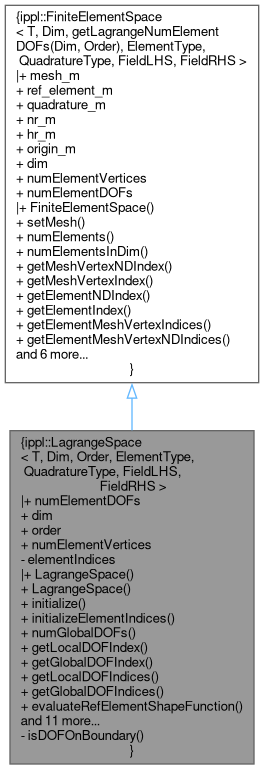 {ippl::FiniteElementSpace
< T, Dim, getLagrangeNumElement
DOFs(Dim, Order), ElementType,
QuadratureType, FieldLHS, FieldRHS >
|+ mesh_m
+ ref_element_m
+ quadrature_m
+ nr_m
+ hr_m
+ origin_m
+ dim
+ numElementVertices
+ numElementDOFs
|+ FiniteElementSpace()
+ setMesh()
+ numElements()
+ numElementsInDim()
+ getMeshVertexNDIndex()
+ getMeshVertexIndex()
+ getElementNDIndex()
+ getElementIndex()
+ getElementMeshVertexIndices()
+ getElementMeshVertexNDIndices()
and 6 more...
}
{ippl::LagrangeSpace
< T, Dim, Order, ElementType,
QuadratureType, FieldLHS,
FieldRHS >
|+ numElementDOFs
+ dim
+ order
+ numElementVertices
- elementIndices
|+ LagrangeSpace()
+ LagrangeSpace()
+ initialize()
+ initializeElementIndices()
+ numGlobalDOFs()
+ getLocalDOFIndex()
+ getGlobalDOFIndex()
+ getLocalDOFIndices()
+ getGlobalDOFIndices()
+ evaluateRefElementShapeFunction()
and 11 more...
- isDOFOnBoundary()
}